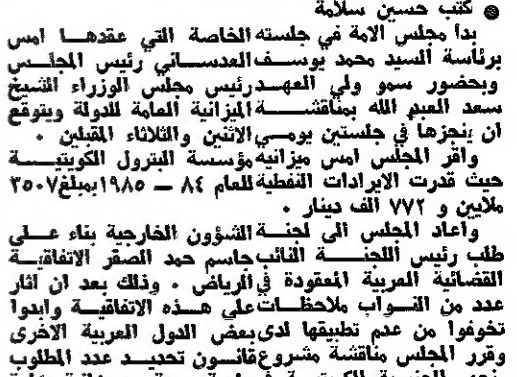 ● كتب حسين سلامة
بدا مجلس الامة في جلسته الخاصة التي عقدها امس
برئاسة السيد محمد يوسف العدساني رئيس المجلس
وبحضور سمو ولي العهد رئيس مجلس الوزراء الشيخ
سعد العبد الله بمناقشة الميزانية العامة للدولة ويتوقع
ان ينجزها في جلستين يومي الاثنين والثلاثاء المقبلين .
واقر المجلس امس ميزانيه مؤسسة البترول الكويتية
حيث قدرت الايرادات النفطية للعام ٨٤ — ١٩٨٥ بمبلغ ٣٥٠٧
ملايين و ٧٧٢ الف دينار .
واعاد المجلس الى لجنة الشؤون الخارجية بناء على
طلب رئيس اللجنة النائب جاسم حمد الصقر الاتفاقية
القضائية العربية المعقودة في الرياض . وذلك بعد ان اثار
عدد من النواب ملاحظات علي هذه الاتفاقية وابدوا
تخوفوا من عدم تطبيقها لدى بعض الدول العربية الاخرى
وقرر المجلس مناقشة مشروع قانون تحديد عدد المطلوب